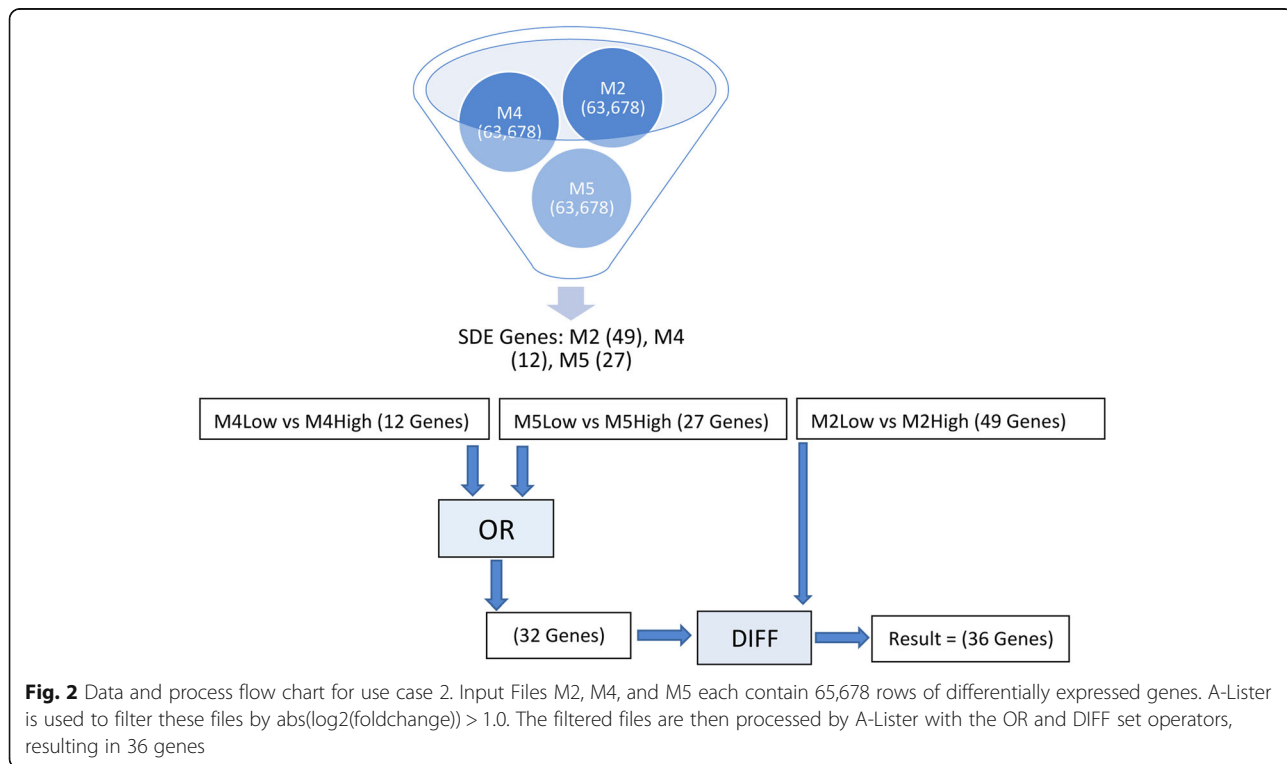 M2
(63,678)
M4
(63,678)
M5
(63,678)
SDE Genes: M2 (49), M4
(12), M5 (27)
M4Low vs M4High (12 Genes)
M5Low vs M5High (27 Genes)
M2Low vs M2High (49 Genes)
OR
(32 Genes)
DIFF
Result = (36 Genes)
Fig. 2 Data and process flow chart for use case 2. Input Files M2, M4, and M5 each contain 65,678 rows of differentially expressed genes. A-Lister
is used to filter these files by abs(log2(foldchange)) > 1.0. The filtered files are then processed by A-Lister with the OR and DIFF set operators,
resulting in 36 genes